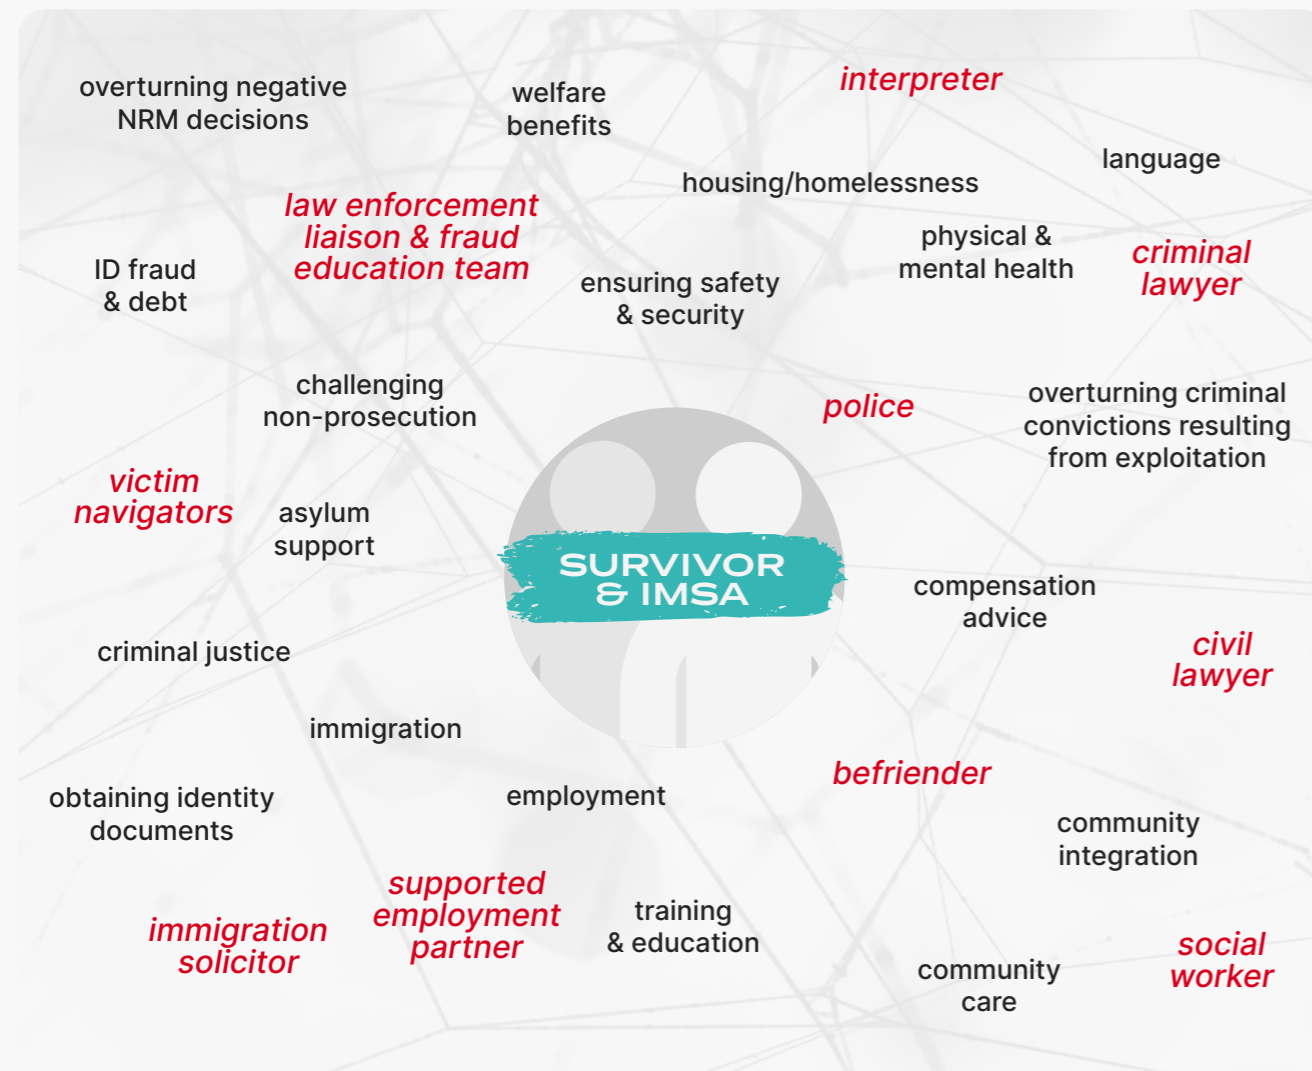 overturning negative
NRM decisions
welfare
benefits
interpreter
language
housing/homelessness
law enforcement
liaison & fraud
education team
physical &
mental health
criminal
lawyer
ID fraud
& debt
ensuring safety
& security
challenging
non-prosecution
police
overturning criminal
convictions resulting
from exploitation
victim
navigators
asylum
support
SURVIVOR
& IMSA
compensation
advice
criminal justice
civil
lawyer
immigration
befriender
obtaining identity
documents
employment
community
integration
supported
employment
partner
immigration
solicitor
training
& education
community
care
social
worker